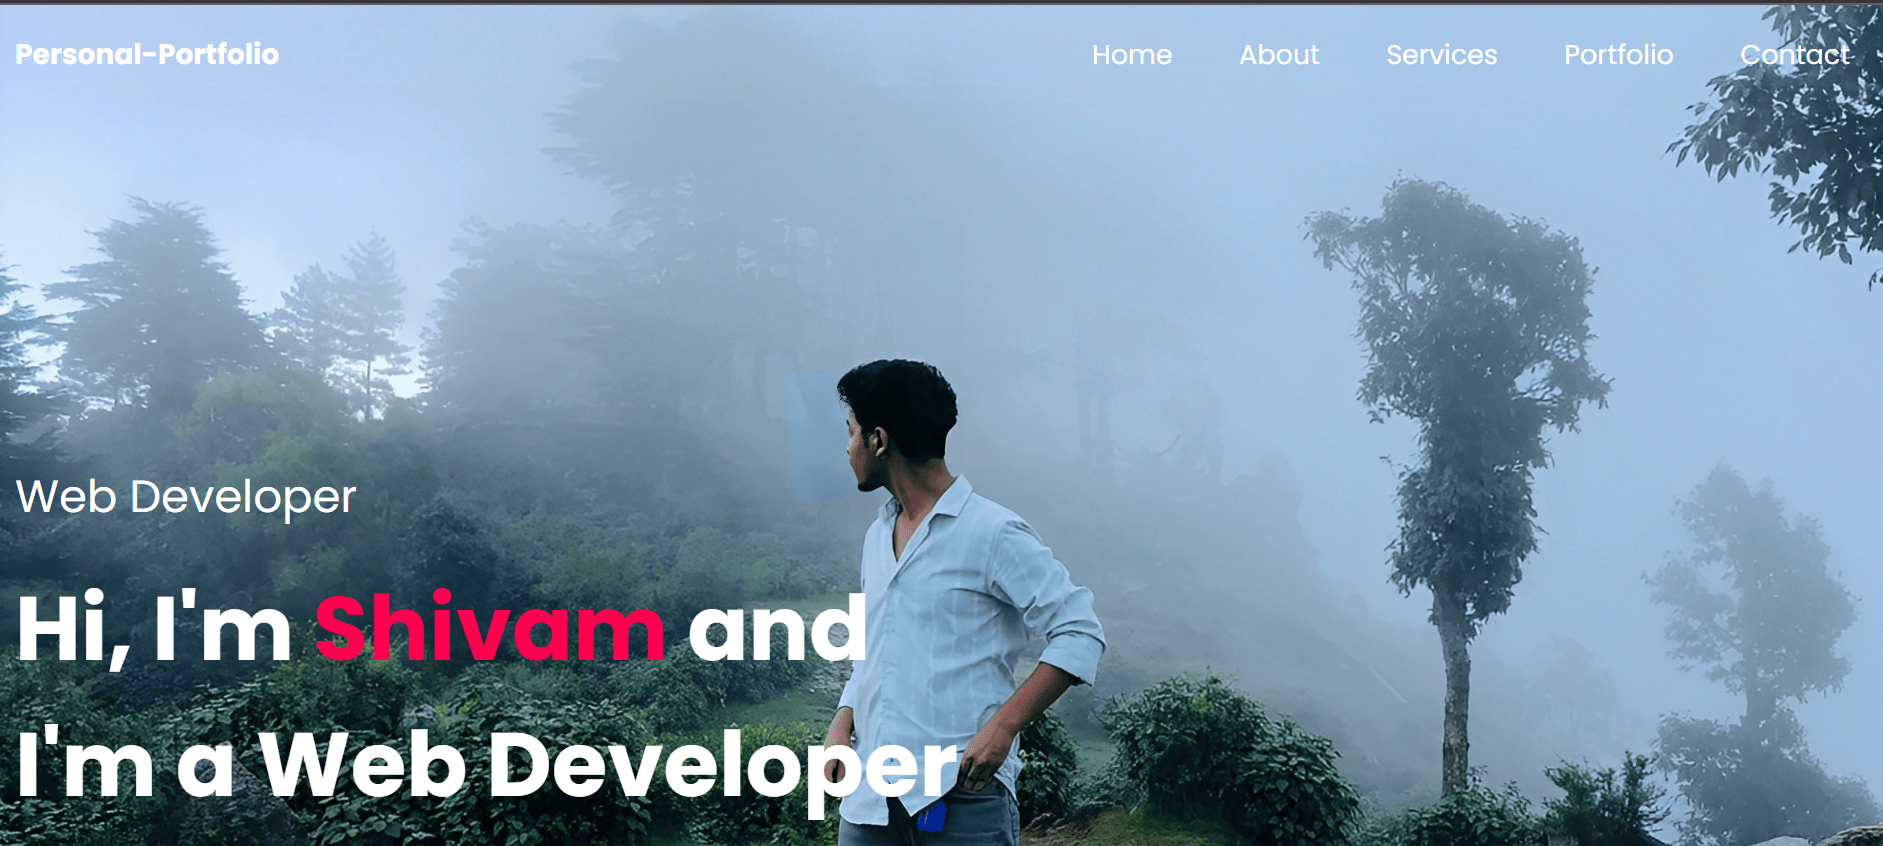 Personal-Portfolio
Home About Services Portfolio Contact
Web Developer
Hi, I'm Shivam and
I'm a Web Developer